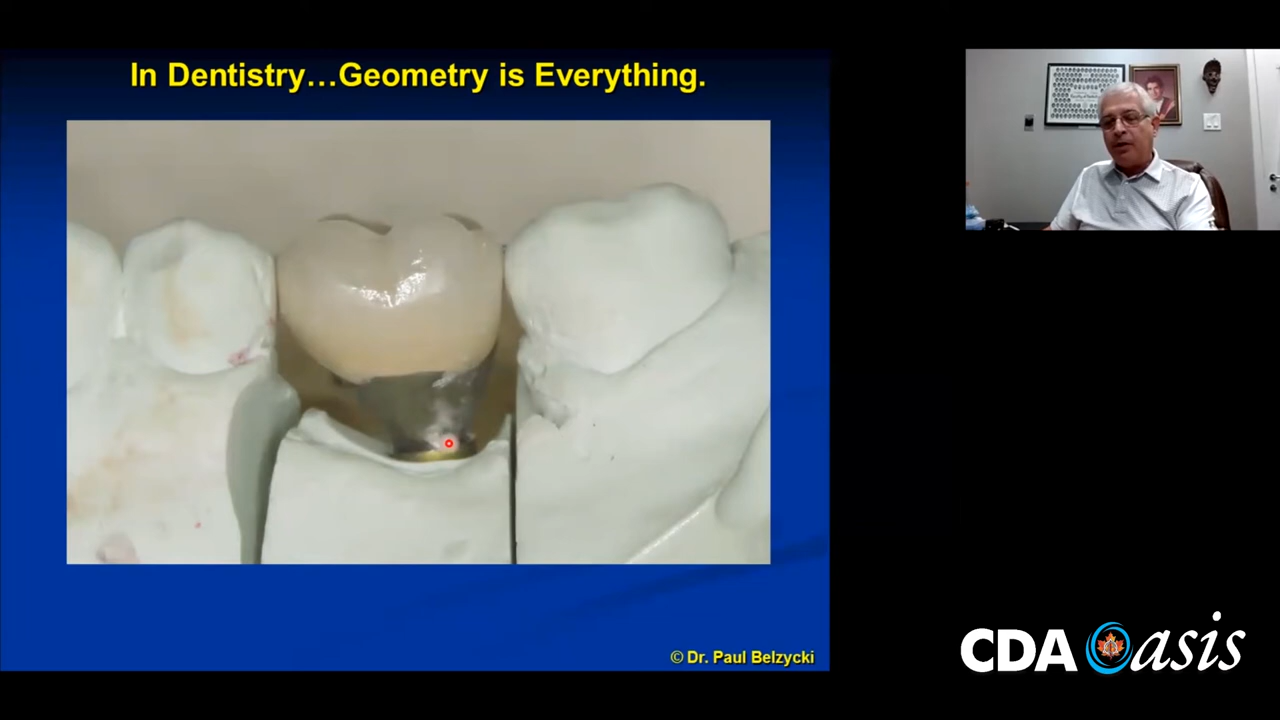 In Dentistry…Geometry is Everything.
© Dr. Paul Belzycki
CDA Oasis